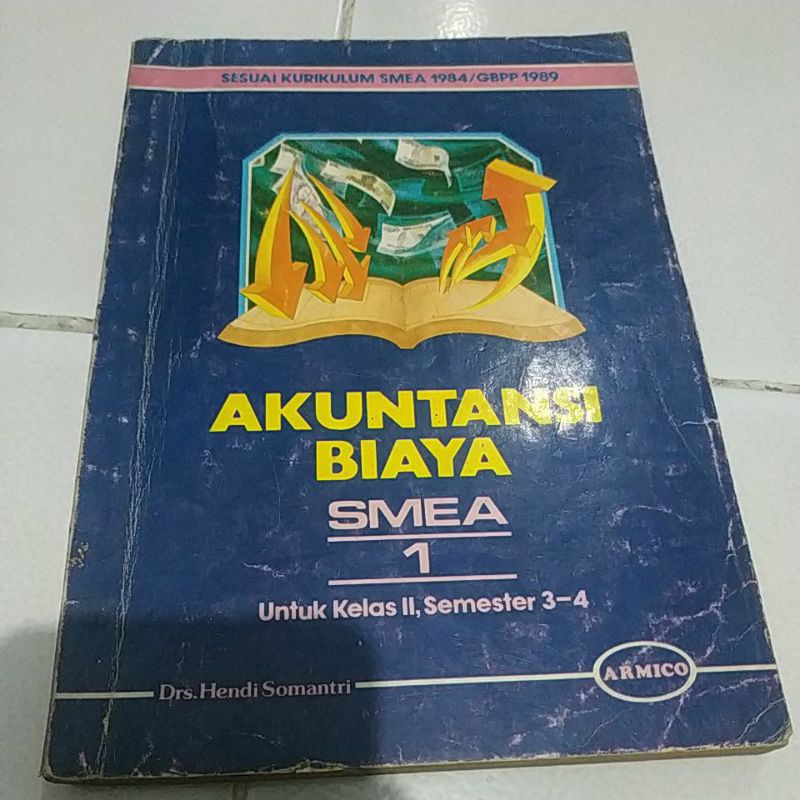 SESUAI KURIKULUM SMEA 1984/GBPP 1989
AKUNTANSI
BIAYA
SMEA
1
Untuk Kelas II, Semester 3-4
Drs. Hendi Somantri
ARMICO